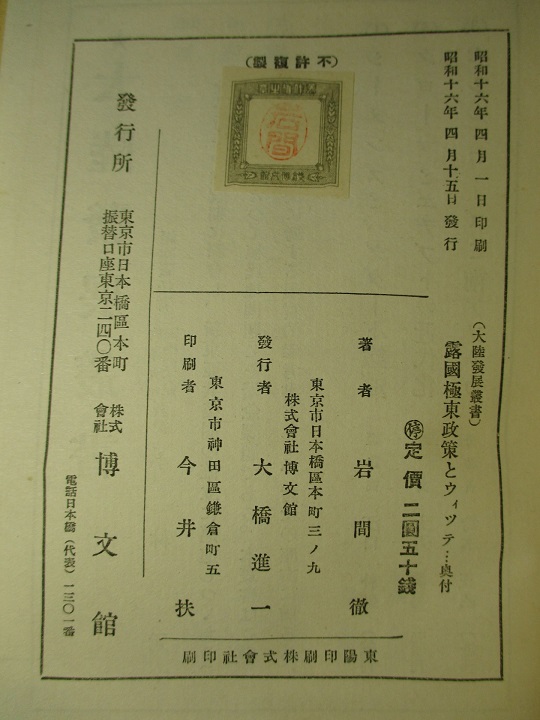 昭和十六年四月一日印刷
昭和十六年四月十五日發行
(不許複製)
岩間
(大陸發展叢書)
露國極東政策とウィッテ…奥付
停定價二圓五十錢
著者 岩間徹
東京市日本橋區本町三ノ九
株式會社博文館
發行者 大橋進一
東京市神田區鎌倉町五
印刷者 今井扶
東陽印刷株式會社印刷
發行所
東京市日本橋區本町
振替口座東京二四〇番
株式會社 博文館
電話日本橋(代表)一三〇一番